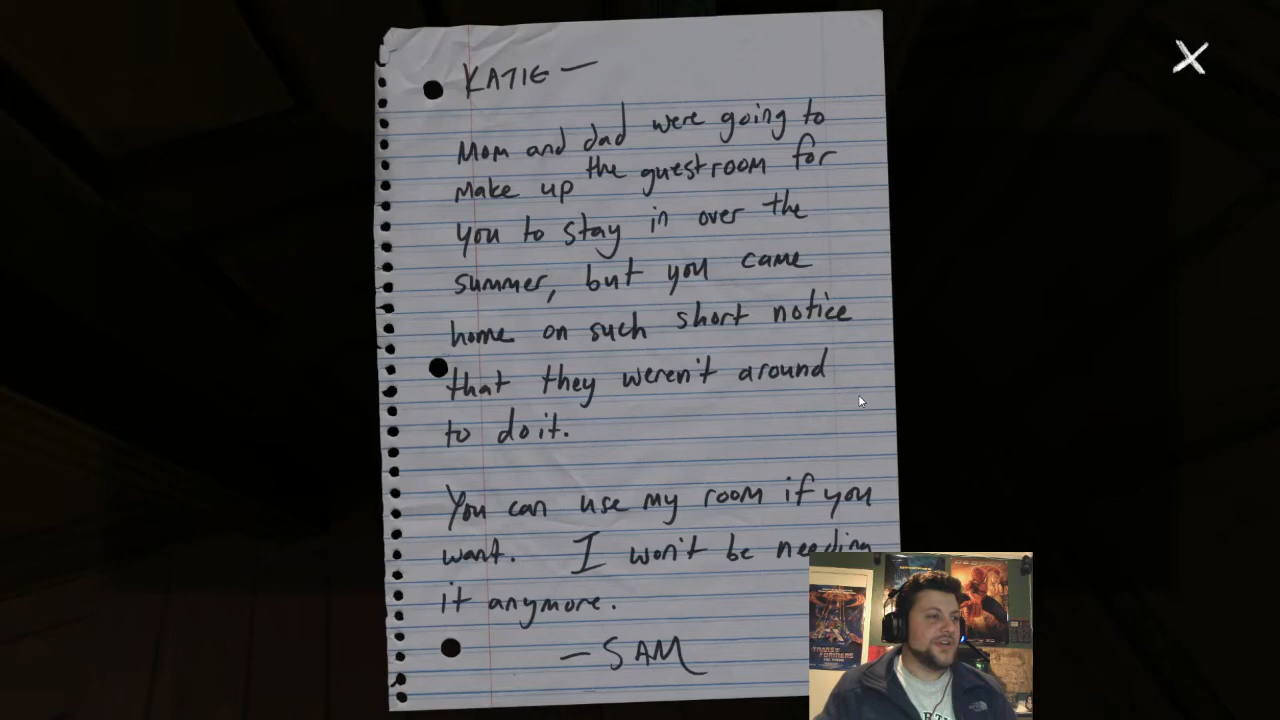 KATIE —
Mom and dad were going to
make up the guestroom for
you to stay in over the
summer, but you came
home on such short notice
that they weren't around
to do it.
You can use my room if you
want. I won't be needing
it anymore.
— SAM
TRANSFORMERS